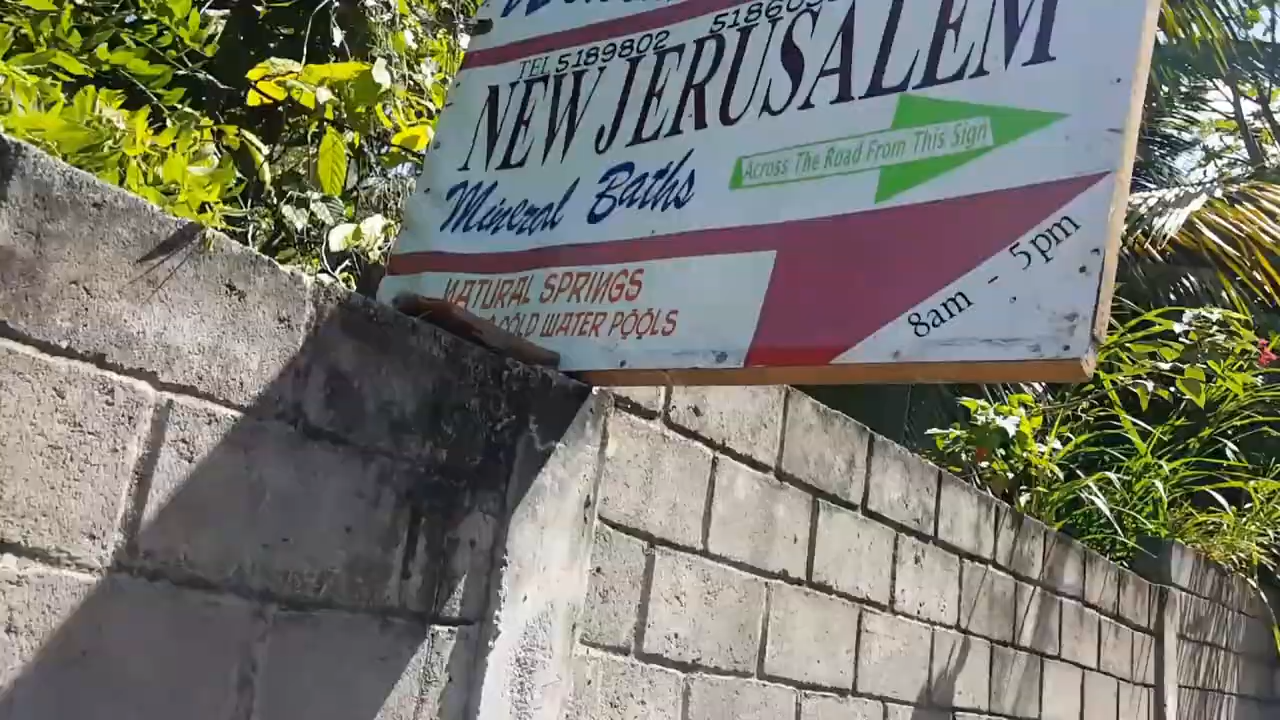 TEL 5189802
NEW JERUSALEM
Mineral Baths
Across The Road From This Sign
NATURAL SPRINGS
COLD WATER POOLS
8am - 5pm